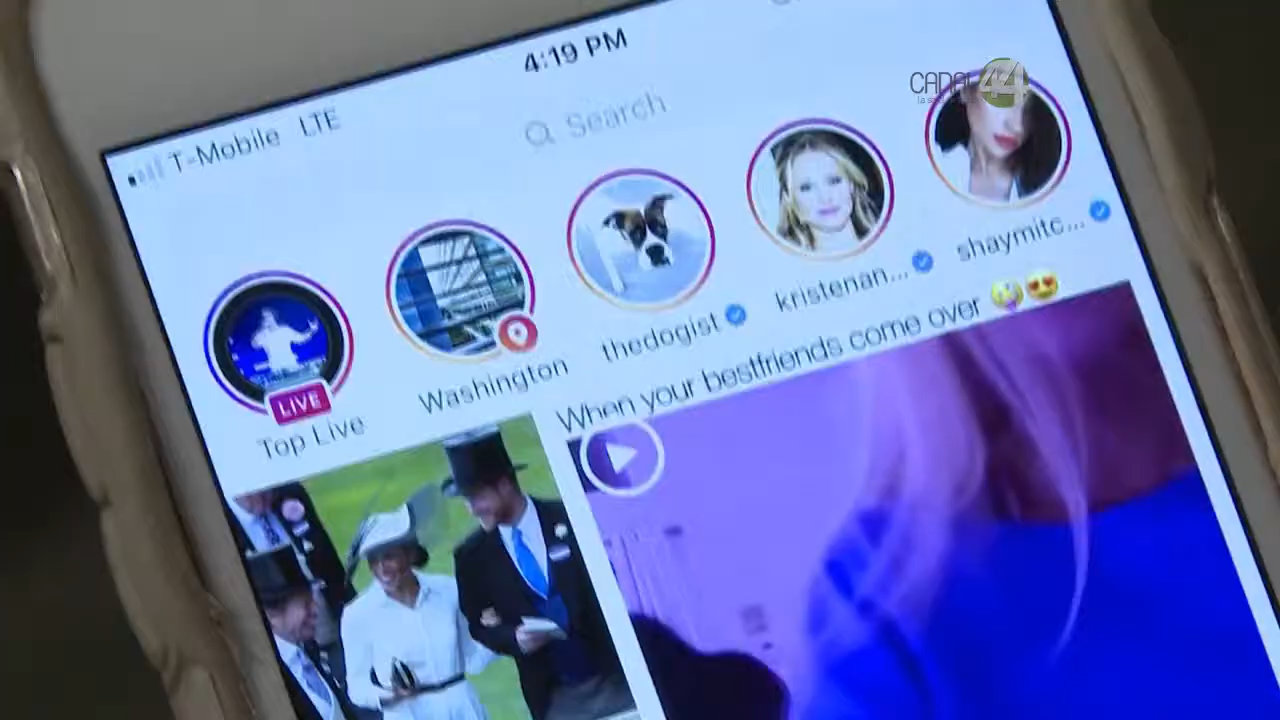 4:19 PM
T-Mobile LTE
Search
CANAL 44
LIVE
Top Live
Washington
thedogist
kristenan...
shaymitc...
When your bestfriends come over 🤪😍